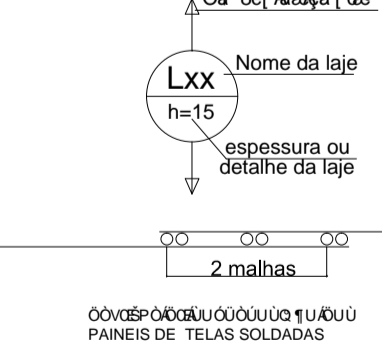 Lxx
Nome da laje
h=15
espessura ou
detalhe da laje
2 malhas
PAINEIS DE TELAS SOLDADAS